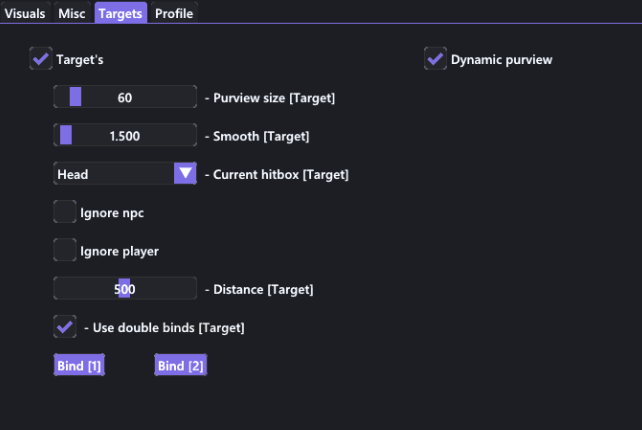 Visuals Misc Targets Profile
Target's Dynamic purview
60 - Purview size [Target]
1.500 - Smooth [Target]
Head - Current hitbox [Target]
Ignore npc
Ignore player
500 - Distance [Target]
- Use double binds [Target]
Bind [1] Bind [2]